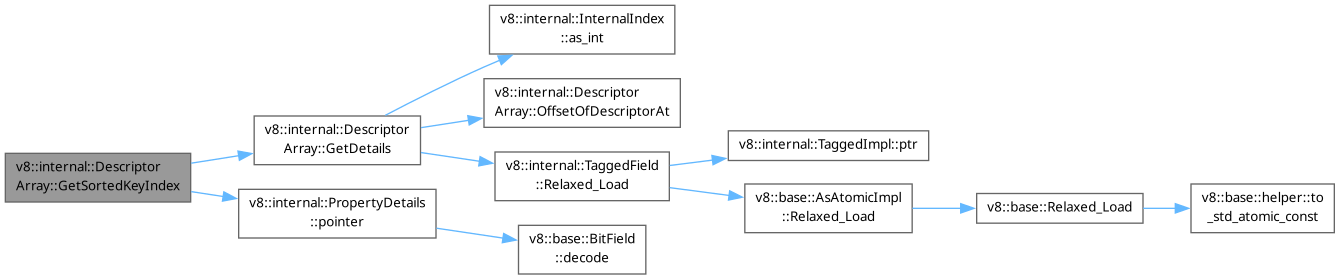 v8::internal::InternalIndex
::as_int
v8::internal::Descriptor
Array::OffsetOfDescriptorAt
v8::internal::Descriptor
Array::GetDetails
v8::internal::TaggedImpl::ptr
v8::internal::Descriptor
Array::GetSortedKeyIndex
v8::internal::TaggedField
::Relaxed_Load
v8::internal::PropertyDetails
::pointer
v8::base::AsAtomicImpl
::Relaxed_Load
v8::base::Relaxed_Load
v8::base::helper::to
_std_atomic_const
v8::base::BitField
::decode